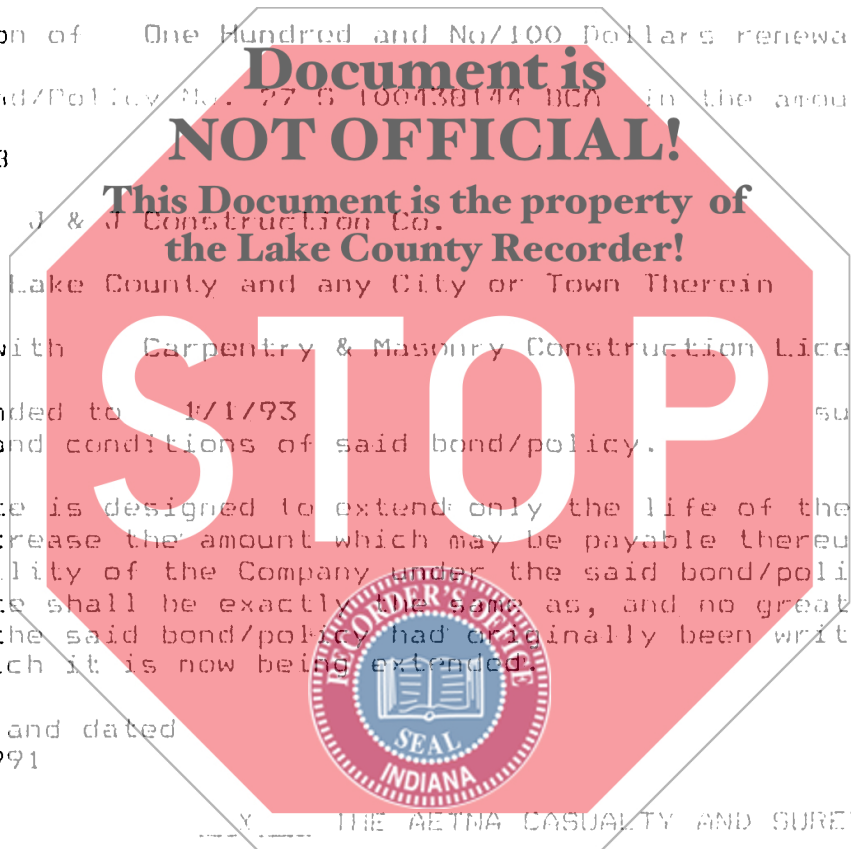 on of One Hundred and No/100 Dollars renewa
Document is
nd/Policy No. 27 S 100438144 BCA in the amou
NOT OFFICIAL!
This Document is the property of
J & J Construction Co.
the Lake County Recorder!
Lake County and any City or Town Therein
STOP
with Carpentry & Masonry Construction Lice
nded to 1/1/93 su
and conditions of said bond/policy.
te is designed to extend only the life of the
rease the amount which may be payable thereu
lity of the Company under the said bond/poli
te shall be exactly the same as, and no great
the said bond/policy had originally been writ
ch it is now being extended.
RECORDER'S OFFICE
SEAL
INDIANA
and dated
991
X THE AETNA CASUALTY AND SURE